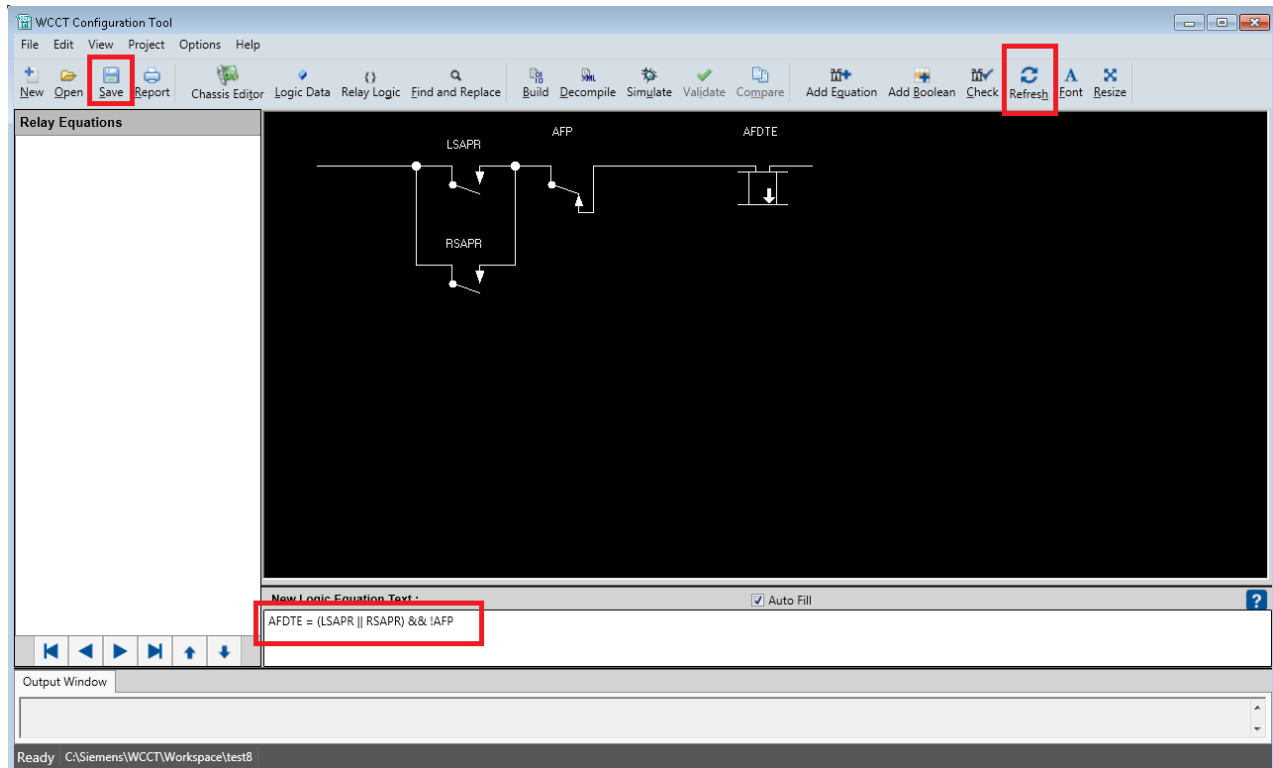 WCCT Configuration Tool
File Edit View Project Options Help
New Open Save Report Chassis Editor Logic Data Relay Logic Find and Replace Build Decompile Simulate Validate Compare Add Equation Add Boolean Check Refresh Font Resize
Relay Equations
AFP AFDTE
LSAPR
RSAPR
New Logic Equation Text : Auto Fill ?
AFDTE = (LSAPR || RSAPR) && !AFP
Output Window
Ready C:\Siemens\WCCT\Workspace\test8